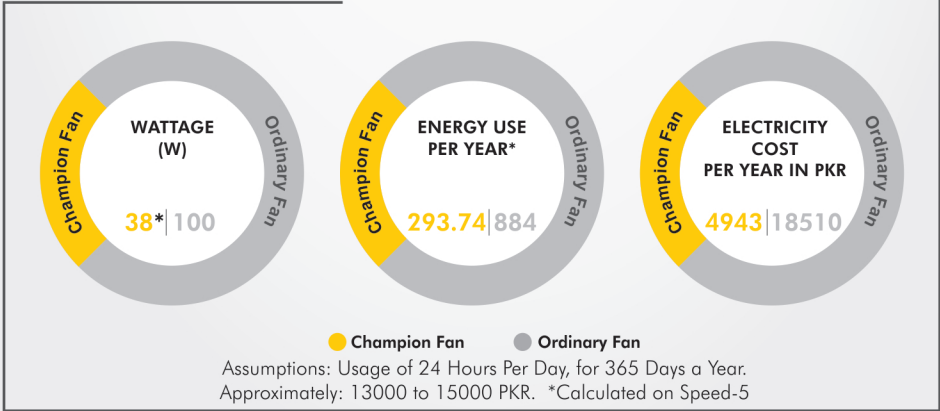 Champion Fan
WATTAGE
(W)
38*|100
Ordinary Fan
Champion Fan
ENERGY USE
PER YEAR*
293.74|884
Ordinary Fan
Champion Fan
ELECTRICITY
COST
PER YEAR IN PKR
4943|18510
Ordinary Fan
Champion Fan Ordinary Fan
Assumptions: Usage of 24 Hours Per Day, for 365 Days a Year.
Approximately: 13000 to 15000 PKR. *Calculated on Speed-5